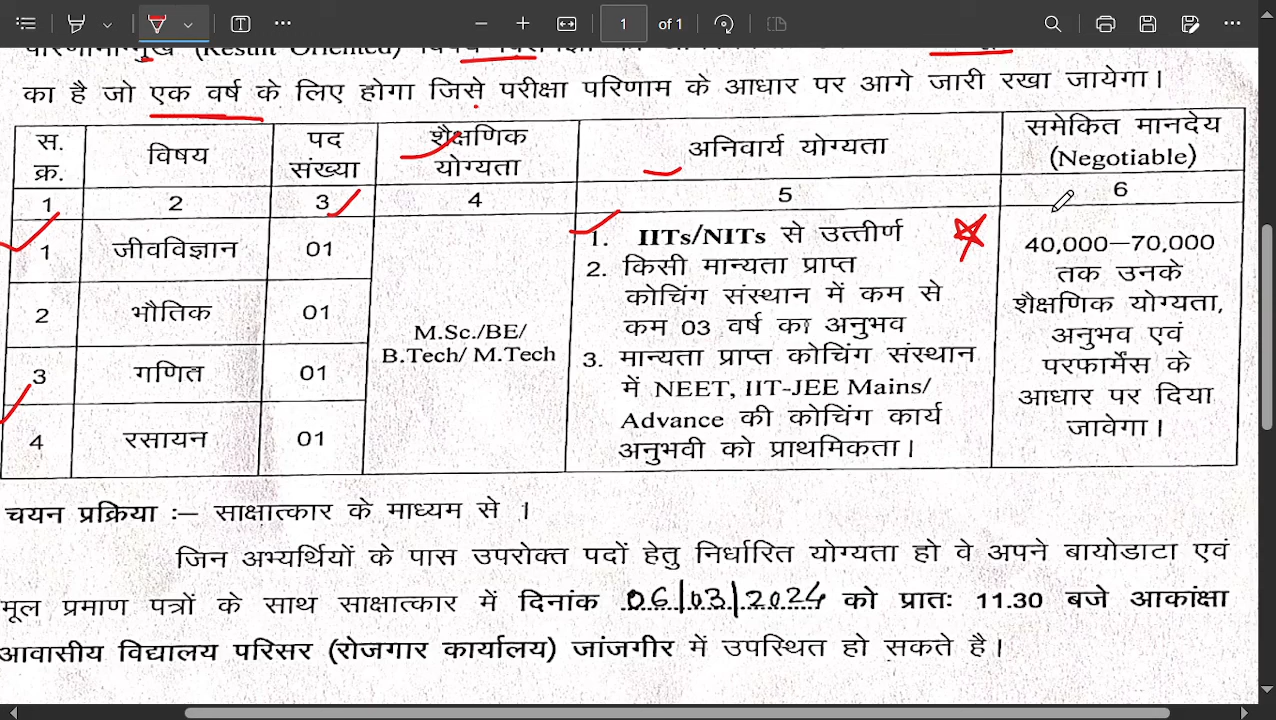 1 of 1
(Result Oriented) विषय
का है जो एक वर्ष के लिए होगा जिसे परीक्षा परिणाम के आधार पर आगे जारी रखा जायेगा।
स. क्र.
विषय
पद संख्या
शैक्षणिक योग्यता
अनिवार्य योग्यता
समेकित मानदेय (Negotiable)
1 2 3 4 5 6
1 जीवविज्ञान 01
2 भौतिक 01
3 गणित 01
4 रसायन 01
M.Sc./BE/
B.Tech/ M.Tech
1. IITs/NITs से उत्तीर्ण
2. किसी मान्यता प्राप्त
कोचिंग संस्थान में कम से
कम 03 वर्ष का अनुभव
3. मान्यता प्राप्त कोचिंग संस्थान
में NEET, IIT-JEE Mains/
Advance की कोचिंग कार्य
अनुभवी को प्राथमिकता।
40,000–70,000
तक उनके
शैक्षणिक योग्यता,
अनुभव एवं
परफार्मेंस के
आधार पर दिया
जावेगा।
चयन प्रक्रिया :– साक्षात्कार के माध्यम से ।
जिन अभ्यर्थियों के पास उपरोक्त पदों हेतु निर्धारित योग्यता हो वे अपने बायोडाटा एवं
मूल प्रमाण पत्रों के साथ साक्षात्कार में दिनांक 06/03/2024 को प्रातः 11.30 बजे आकांक्षा
आवासीय विद्यालय परिसर (रोजगार कार्यालय) जांजगीर में उपस्थित हो सकते है।